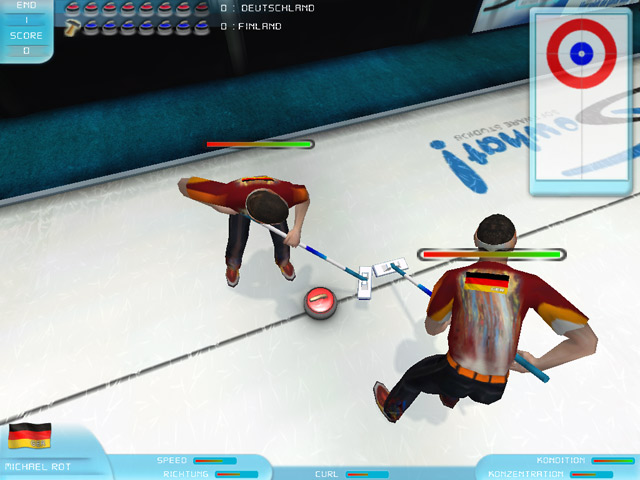 END
1
SCORE
0
0 : DEUTSCHLAND
0 : FINLAND
MICHAEL ROT
SPEED
RICHTUNG
CURL
KONDITION
KONZENTRATION